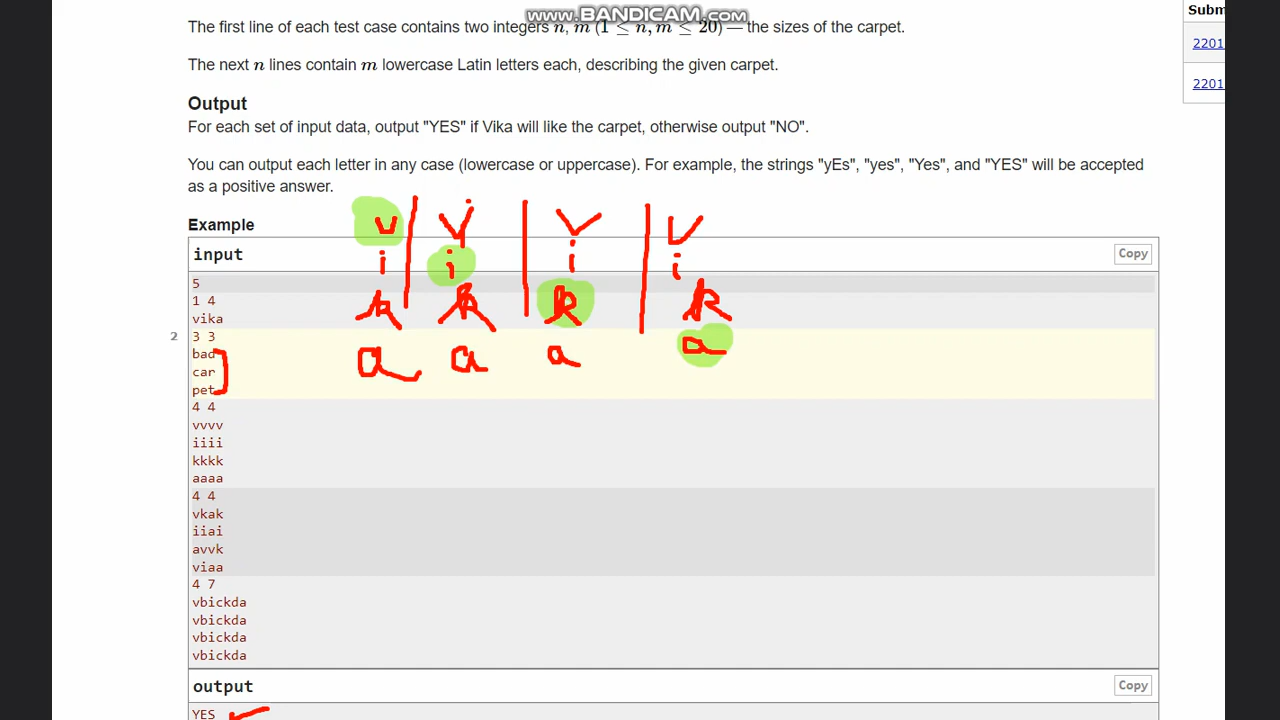 www.BANDICAM.com
The first line of each test case contains two integers n, m (1 ≤ n, m ≤ 20) — the sizes of the carpet.
The next n lines contain m lowercase Latin letters each, describing the given carpet.
Output
For each set of input data, output "YES" if Vika will like the carpet, otherwise output "NO".
You can output each letter in any case (lowercase or uppercase). For example, the strings "yEs", "yes", "Yes", and "YES" will be accepted
as a positive answer.
Subm
2201
2201
Example
v v v v
i i i i
k k k k
a a a a
input
Copy
5
1 4
vika
2
3 3
bad
car
pet
4 4
vvvv
iiii
kkkk
aaaa
4 4
vkak
iiai
avvk
viaa
4 7
vbickda
vbickda
vbickda
vbickda
output
Copy
YES